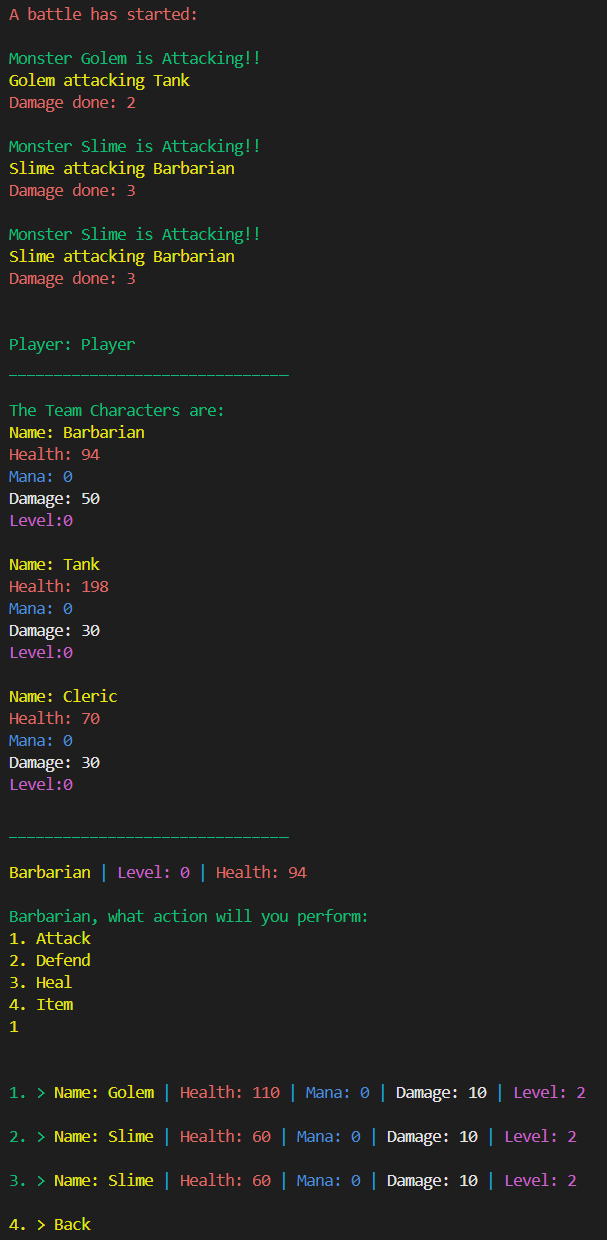 A battle has started:
Monster Golem is Attacking!!
Golem attacking Tank
Damage done: 2
Monster Slime is Attacking!!
Slime attacking Barbarian
Damage done: 3
Monster Slime is Attacking!!
Slime attacking Barbarian
Damage done: 3
Player: Player
_______________________________
The Team Characters are:
Name: Barbarian
Health: 94
Mana: 0
Damage: 50
Level:0
Name: Tank
Health: 198
Mana: 0
Damage: 30
Level:0
Name: Cleric
Health: 70
Mana: 0
Damage: 30
Level:0
_______________________________
Barbarian | Level: 0 | Health: 94
Barbarian, what action will you perform:
1. Attack
2. Defend
3. Heal
4. Item
1
1. > Name: Golem | Health: 110 | Mana: 0 | Damage: 10 | Level: 2
2. > Name: Slime | Health: 60 | Mana: 0 | Damage: 10 | Level: 2
3. > Name: Slime | Health: 60 | Mana: 0 | Damage: 10 | Level: 2
4. > Back